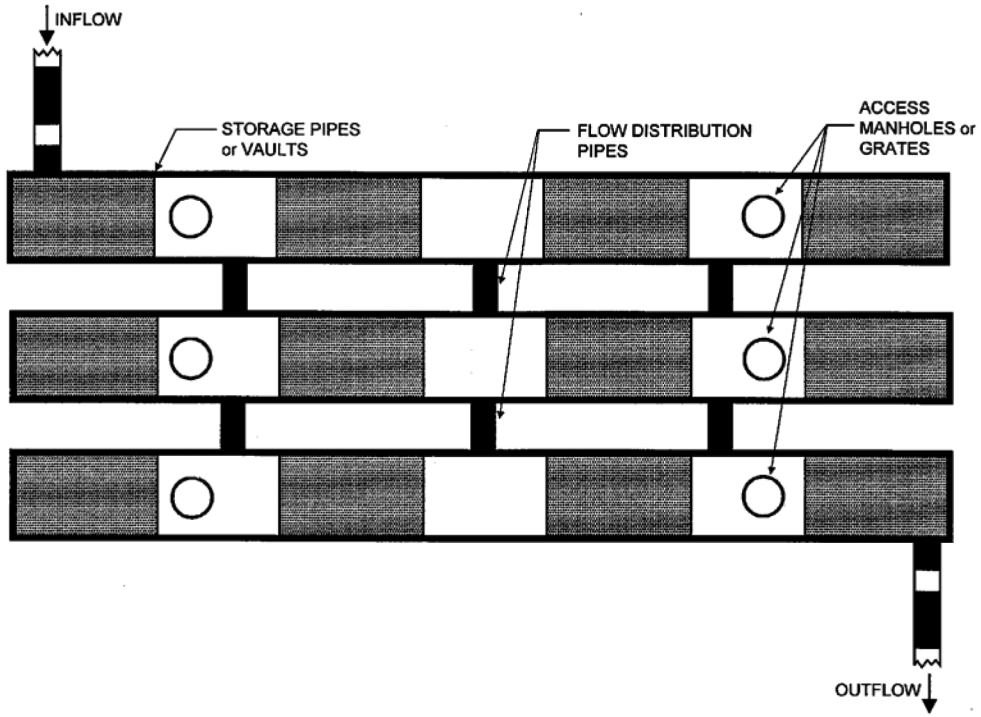 INFLOW
STORAGE PIPES
or VAULTS
FLOW DISTRIBUTION
PIPES
ACCESS
MANHOLES or
GRATES
OUTFLOW